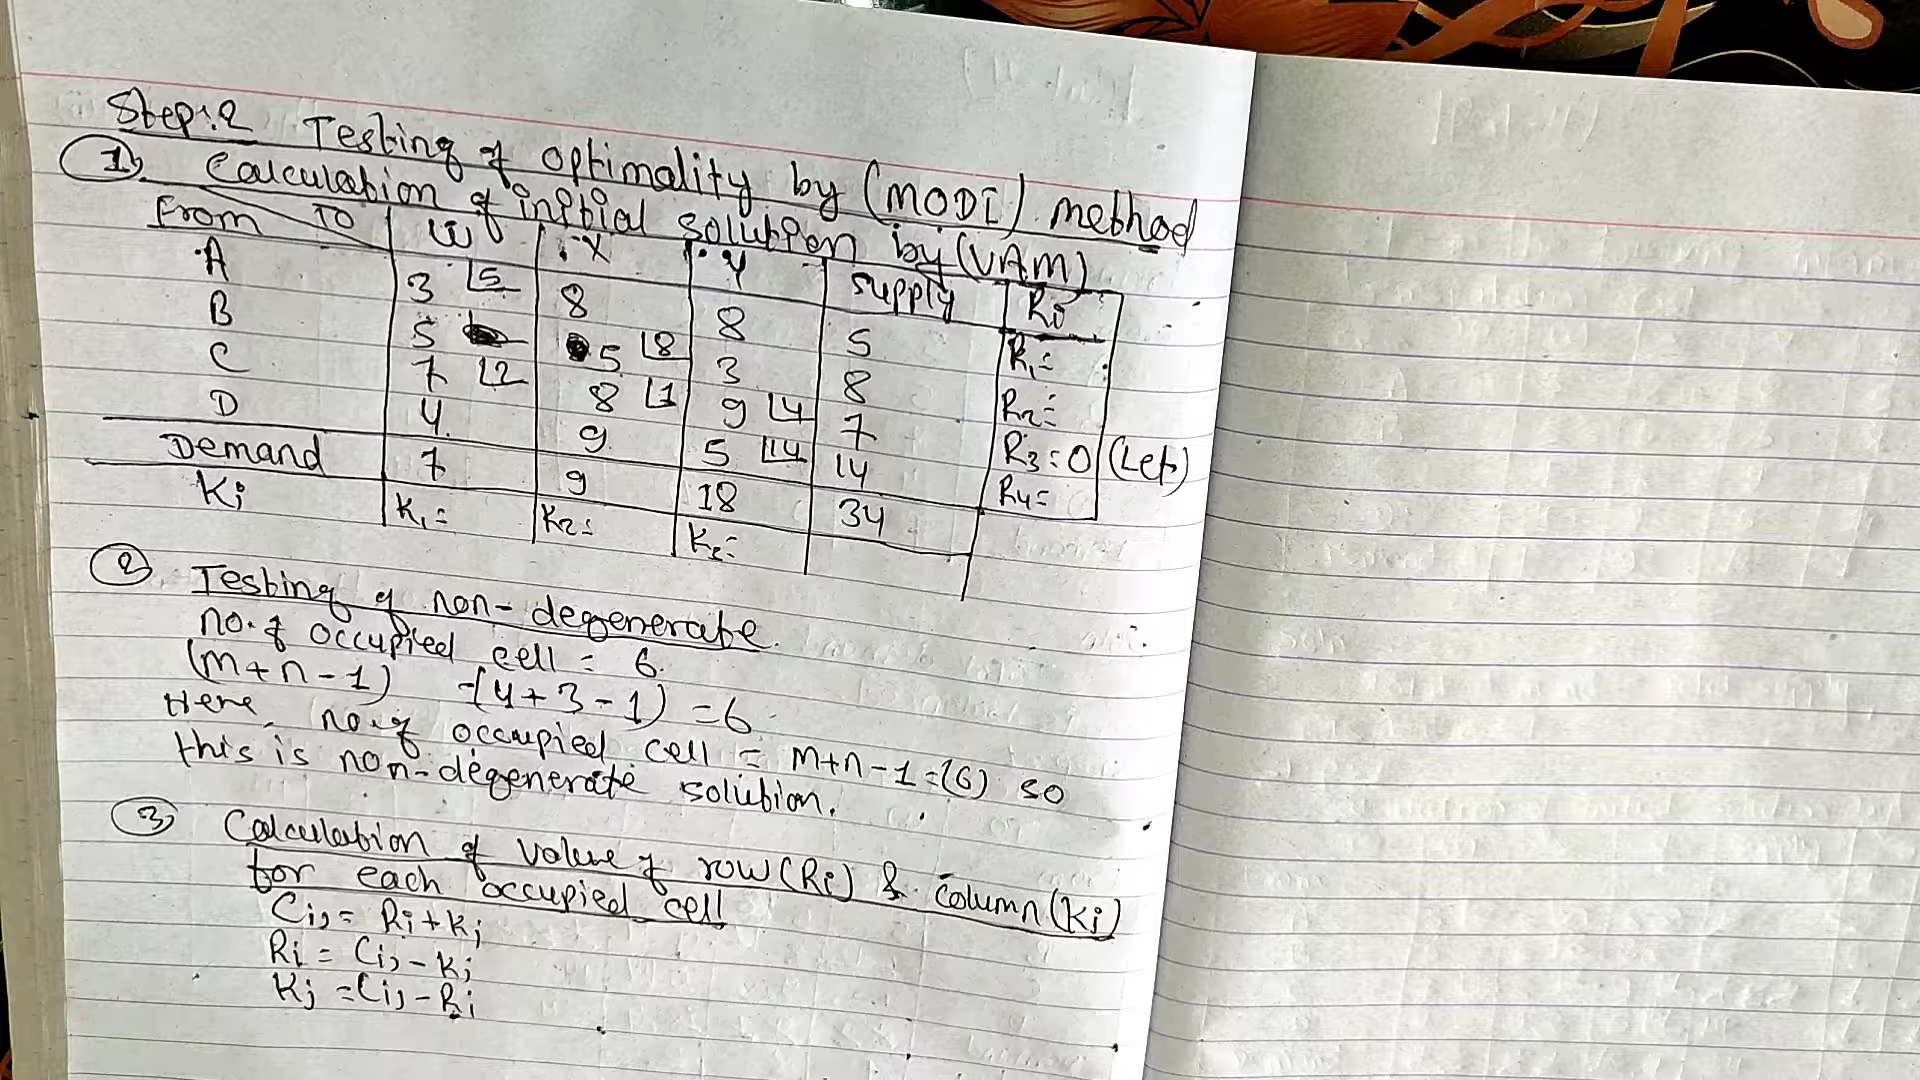 Step:2 Testing of optimality by (MODI) method
1) Calculation of initial solution by (VAM)
From TO W X Y Supply Ri
A 3 5 8 8 5 R1=
B 5 5 8 3 8 R2=
C 7 2 8 1 9 4 7 R3=0 (Let)
D 4 9 5 14 14 R4=
Demand 7 9 18 34
Kj K1= K2= K3=
2) Testing of non-degenerate.
no. of occupied cell = 6.
(m+n-1) =(4+3-1) =6
Here, no. of occupied cell = m+n-1=(6) so
this is non-degenerate solution.
3) Calculation of value of row (Ri) & column (Kj)
for each occupied cell
Cij = Ri+Kj
Ri = Cij-Kj
Kj =Cij-Ri